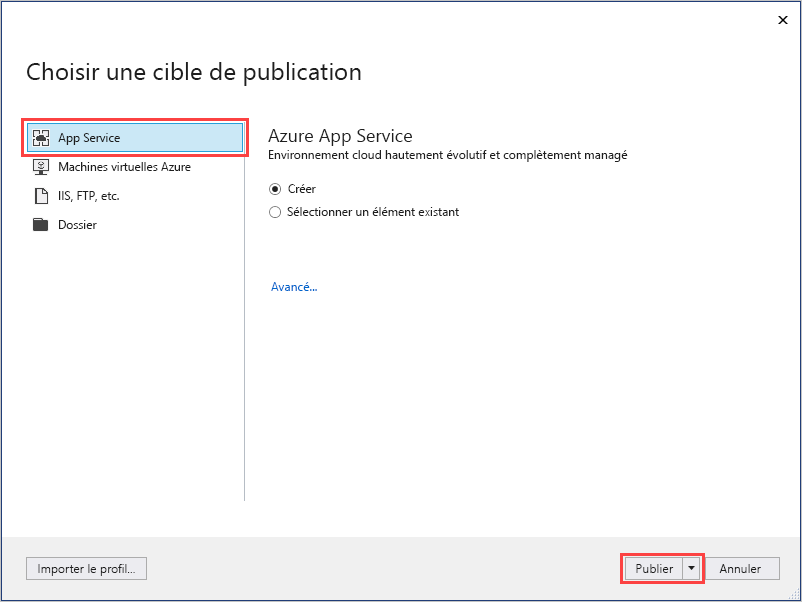 Choisir une cible de publication
App Service
Machines virtuelles Azure
IIS, FTP, etc.
Dossier
Azure App Service
Environnement cloud hautement évolutif et complètement managé
Créer
Sélectionner un élément existant
Avancé...
Importer le profil...
Publier
Annuler